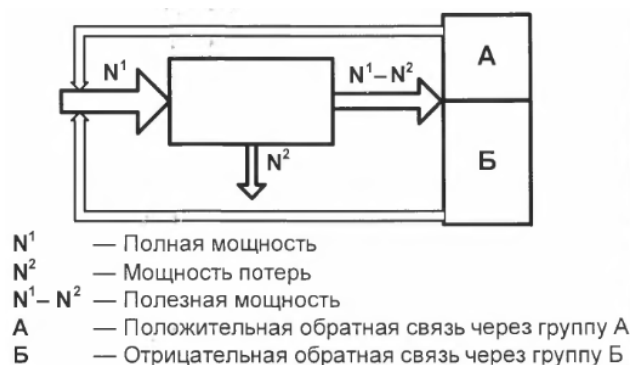 N¹
N¹– N²
А
N²
Б
N¹ — Полная мощность
N² — Мощность потерь
N¹– N² — Полезная мощность
А — Положительная обратная связь через группу А
Б — Отрицательная обратная связь через группу Б